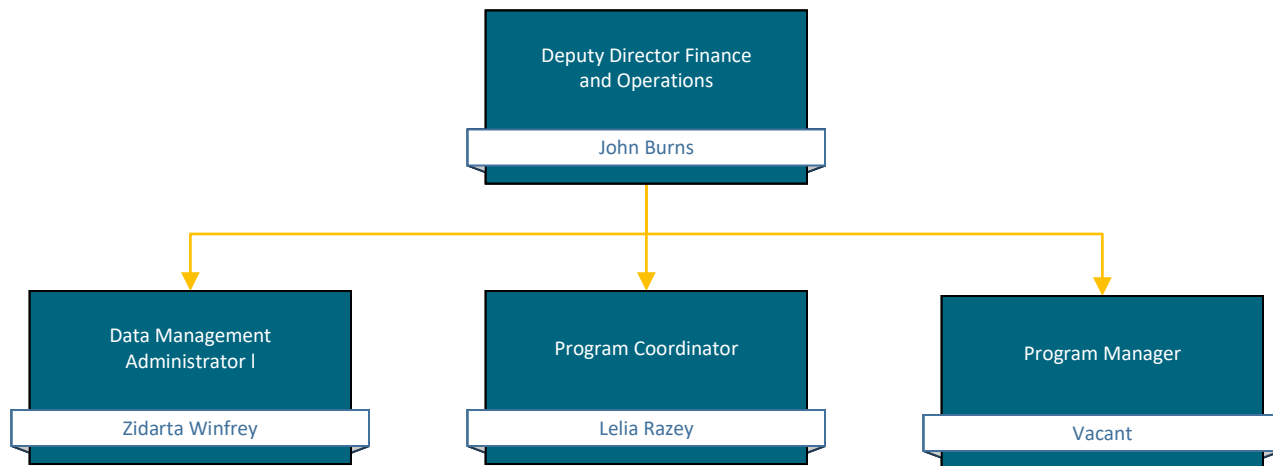 Deputy Director Finance
and Operations
John Burns
Data Management
Administrator l
Zidarta Winfrey
Program Coordinator
Lelia Razey
Program Manager
Vacant